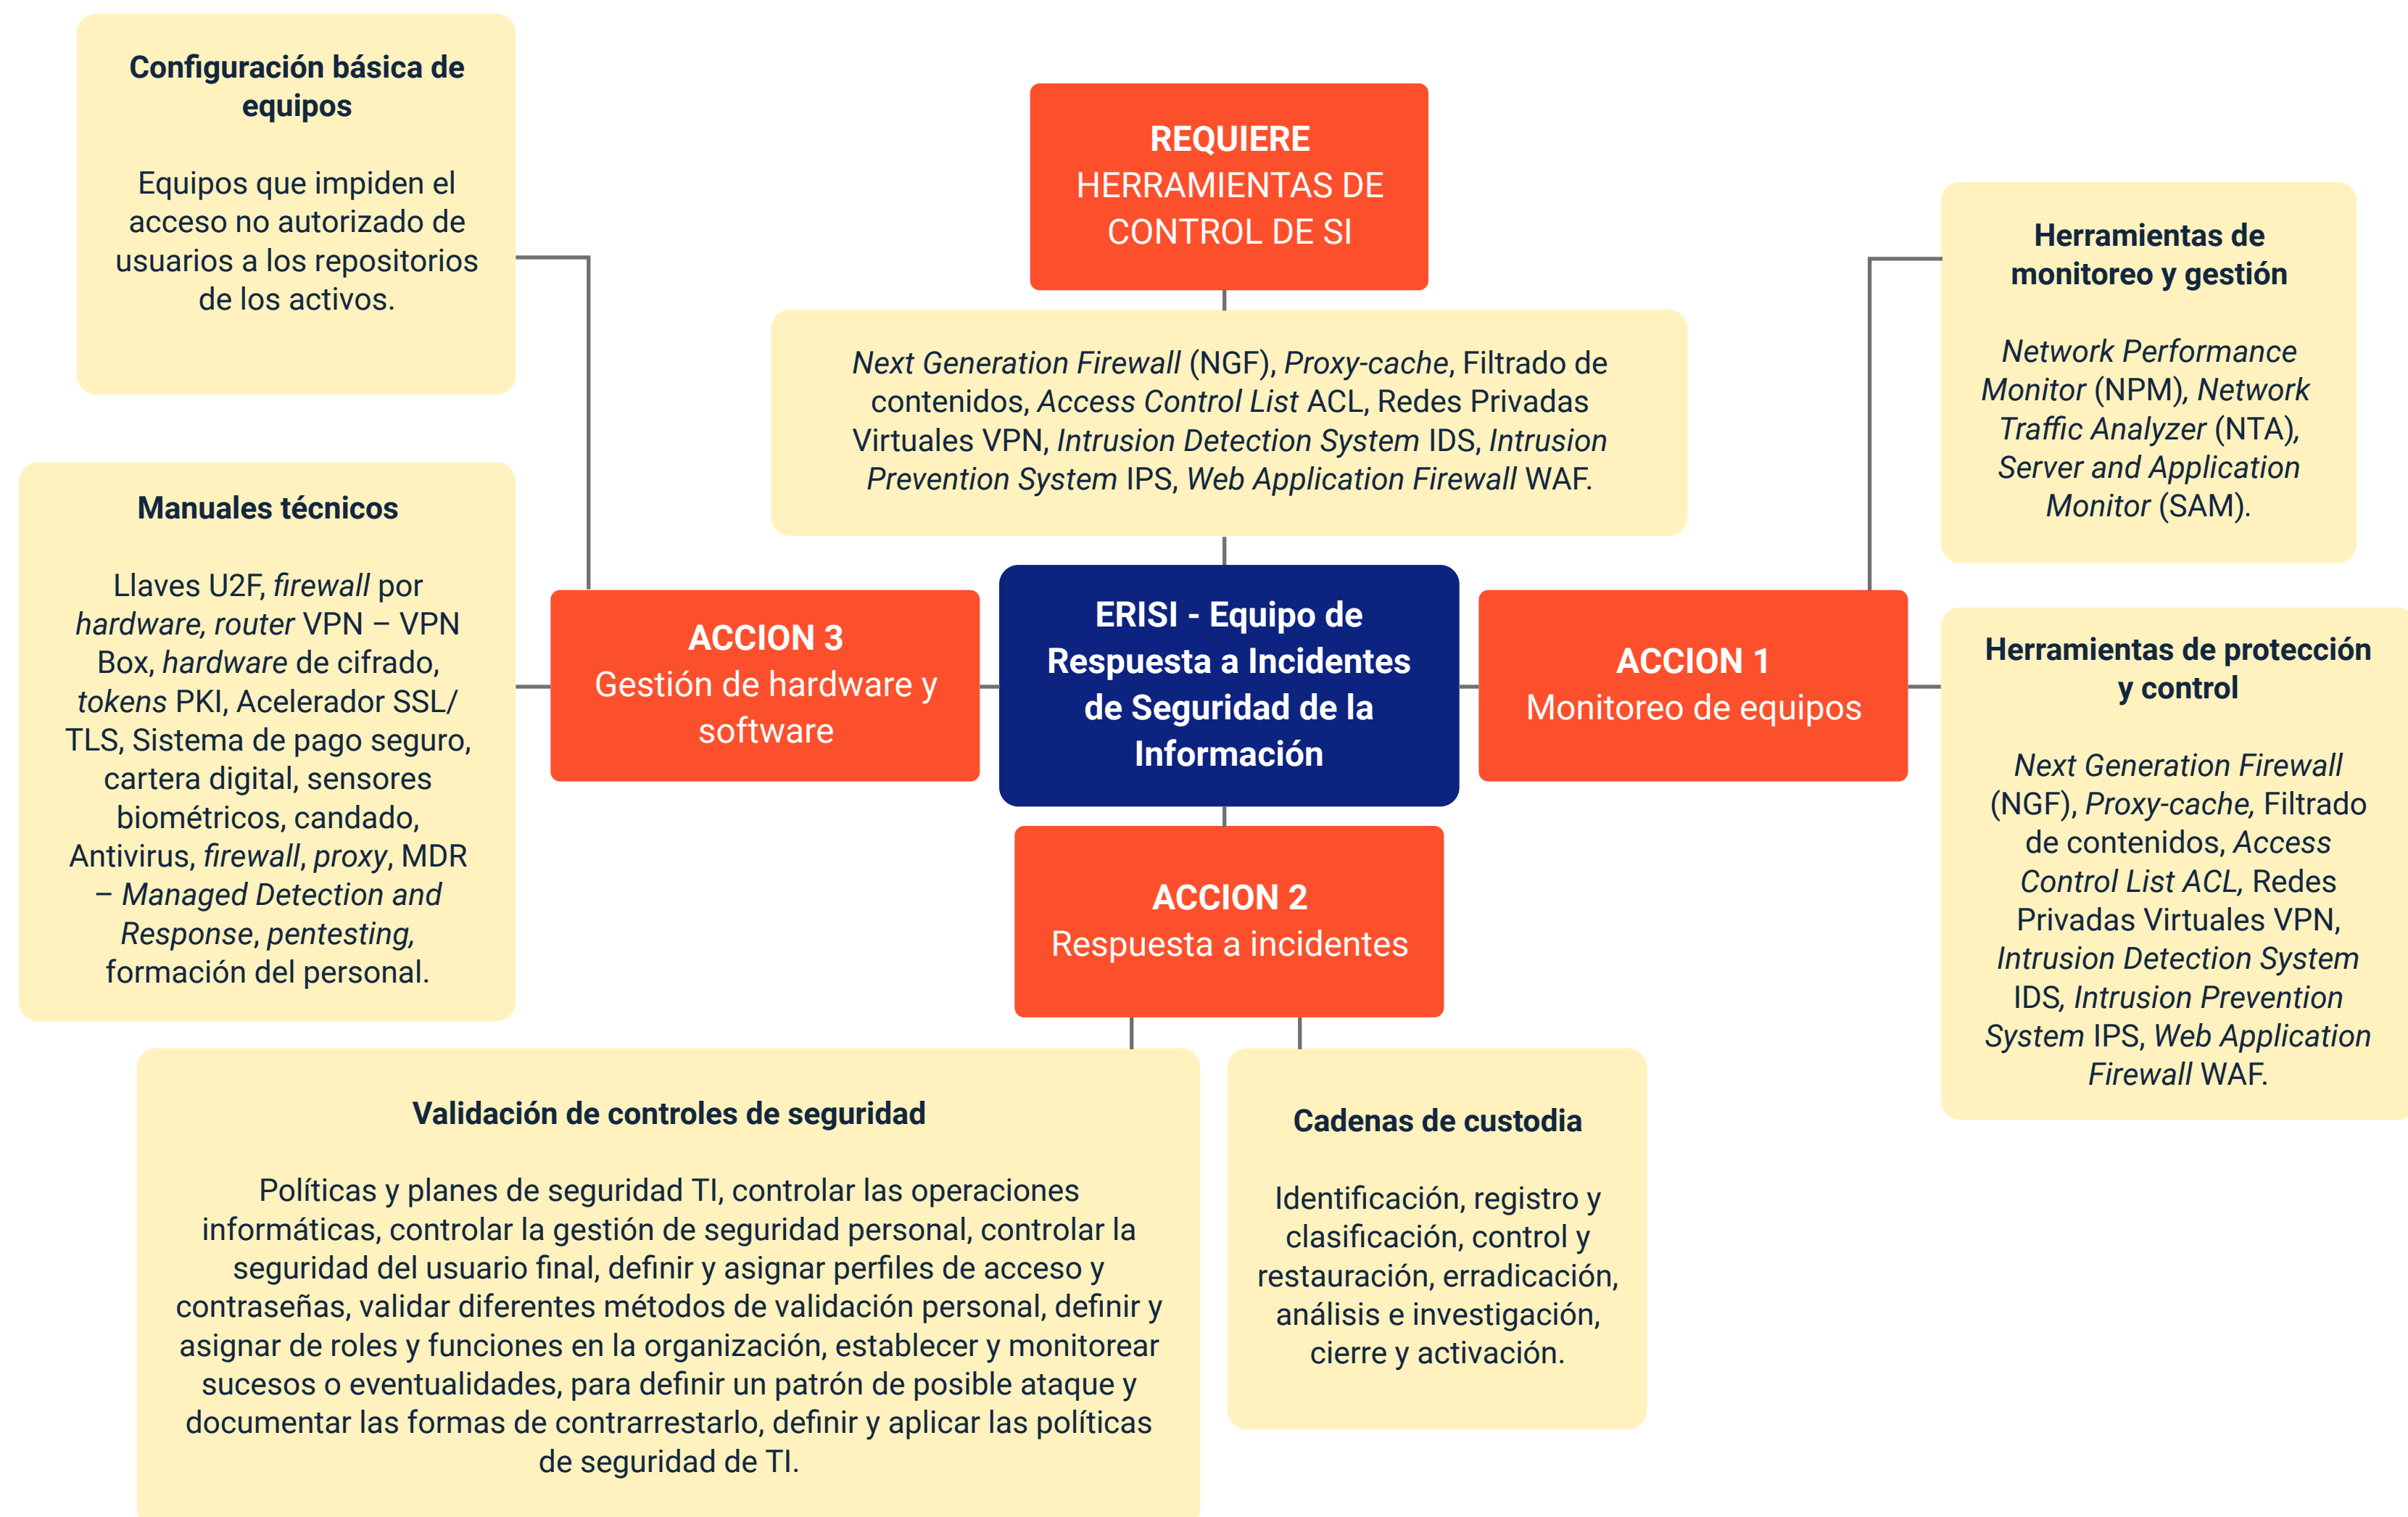 Configuración básica de
equipos
Equipos que impiden el
acceso no autorizado de
usuarios a los repositorios
de los activos.
REQUIERE
HERRAMIENTAS DE
CONTROL DE SI
Next Generation Firewall (NGF), Proxy-cache, Filtrado de
contenidos, Access Control List ACL, Redes Privadas
Virtuales VPN, Intrusion Detection System IDS, Intrusion
Prevention System IPS, Web Application Firewall WAF.
Herramientas de
monitoreo y gestión
Network Performance
Monitor (NPM), Network
Traffic Analyzer (NTA),
Server and Application
Monitor (SAM).
Manuales técnicos
Llaves U2F, firewall por
hardware, router VPN – VPN
Box, hardware de cifrado,
tokens PKI, Acelerador SSL/
TLS, Sistema de pago seguro,
cartera digital, sensores
biométricos, candado,
Antivirus, firewall, proxy, MDR
– Managed Detection and
Response, pentesting,
formación del personal.
ACCION 3
Gestión de hardware y
software
ERISI - Equipo de
Respuesta a Incidentes
de Seguridad de la
Información
ACCION 1
Monitoreo de equipos
Herramientas de protección
y control
Next Generation Firewall
(NGF), Proxy-cache, Filtrado
de contenidos, Access
Control List ACL, Redes
Privadas Virtuales VPN,
Intrusion Detection System
IDS, Intrusion Prevention
System IPS, Web Application
Firewall WAF.
ACCION 2
Respuesta a incidentes
Validación de controles de seguridad
Políticas y planes de seguridad TI, controlar las operaciones
informáticas, controlar la gestión de seguridad personal, controlar la
seguridad del usuario final, definir y asignar perfiles de acceso y
contraseñas, validar diferentes métodos de validación personal, definir y
asignar de roles y funciones en la organización, establecer y monitorear
sucesos o eventualidades, para definir un patrón de posible ataque y
documentar las formas de contrarrestarlo, definir y aplicar las políticas
de seguridad de TI.
Cadenas de custodia
Identificación, registro y
clasificación, control y
restauración, erradicación,
análisis e investigación,
cierre y activación.